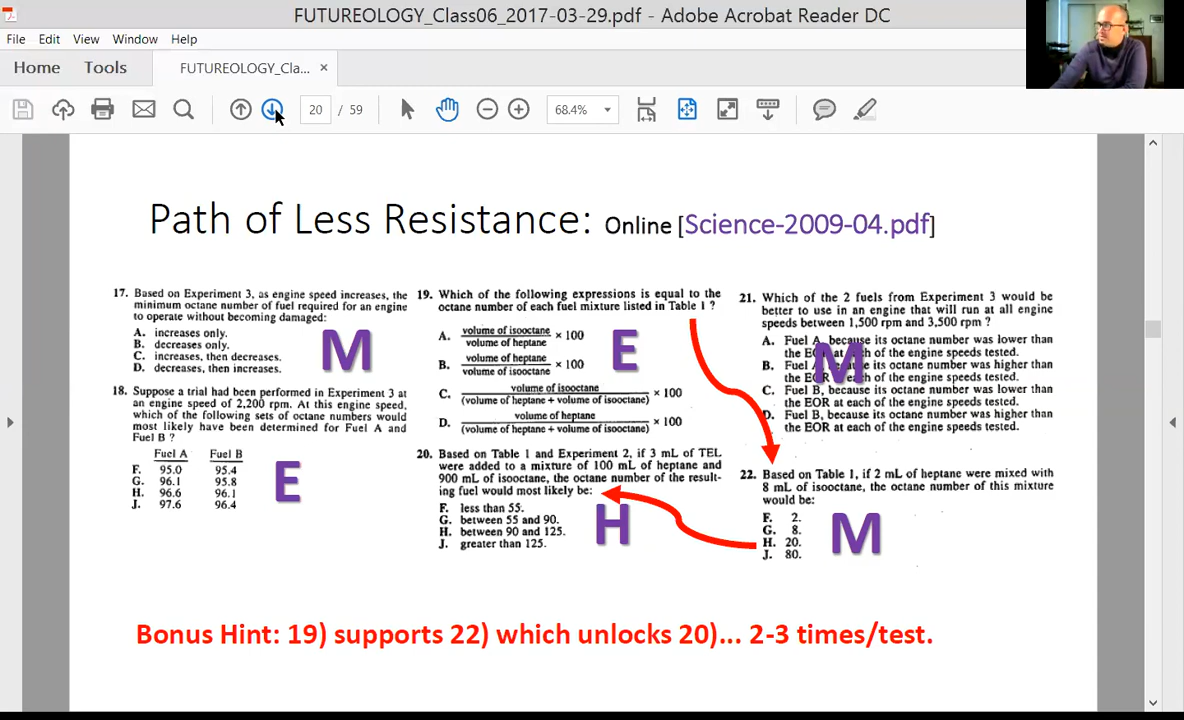 FUTUREOLOGY_Class06_2017-03-29.pdf - Adobe Acrobat Reader DC
File Edit View Window Help
Home Tools FUTUREOLOGY_Cla... ×
20 / 59 68.4%
Path of Less Resistance: Online [Science-2009-04.pdf]
17. Based on Experiment 3, as engine speed increases, the
minimum octane number of fuel required for an engine
to operate without becoming damaged:
A. increases only.
B. decreases only.
C. increases, then decreases.
D. decreases, then increases.
M
18. Suppose a trial had been performed in Experiment 3 at
an engine speed of 2,200 rpm. At this engine speed,
which of the following sets of octane numbers would
most likely have been determined for Fuel A and
Fuel B ?
Fuel A Fuel B
F. 95.0 95.4
G. 96.1 95.8
H. 96.6 96.1
J. 97.6 96.4
E
19. Which of the following expressions is equal to the
octane number of each fuel mixture listed in Table 1 ?
A. volume of isooctane
volume of heptane × 100
B. volume of heptane
volume of isooctane × 100
C. volume of isooctane
(volume of heptane + volume of isooctane) × 100
D. volume of heptane
(volume of heptane + volume of isooctane) × 100
E
20. Based on Table 1 and Experiment 2, if 3 mL of TEL
were added to a mixture of 100 mL of heptane and
900 mL of isooctane, the octane number of the result-
ing fuel would most likely be:
F. less than 55.
G. between 55 and 90.
H. between 90 and 125.
J. greater than 125.
H
21. Which of the 2 fuels from Experiment 3 would be
better to use in an engine that will run at all engine
speeds between 1,500 rpm and 3,500 rpm ?
A. Fuel A, because its octane number was lower than
the EOR at each of the engine speeds tested.
B. Fuel A, because its octane number was higher than
the EOR at each of the engine speeds tested.
C. Fuel B, because its octane number was lower than
the EOR at each of the engine speeds tested.
D. Fuel B, because its octane number was higher than
the EOR at each of the engine speeds tested.
M
22. Based on Table 1, if 2 mL of heptane were mixed with
8 mL of isooctane, the octane number of this mixture
would be:
F. 2.
G. 8.
H. 20.
J. 80.
M
Bonus Hint: 19) supports 22) which unlocks 20)... 2-3 times/test.